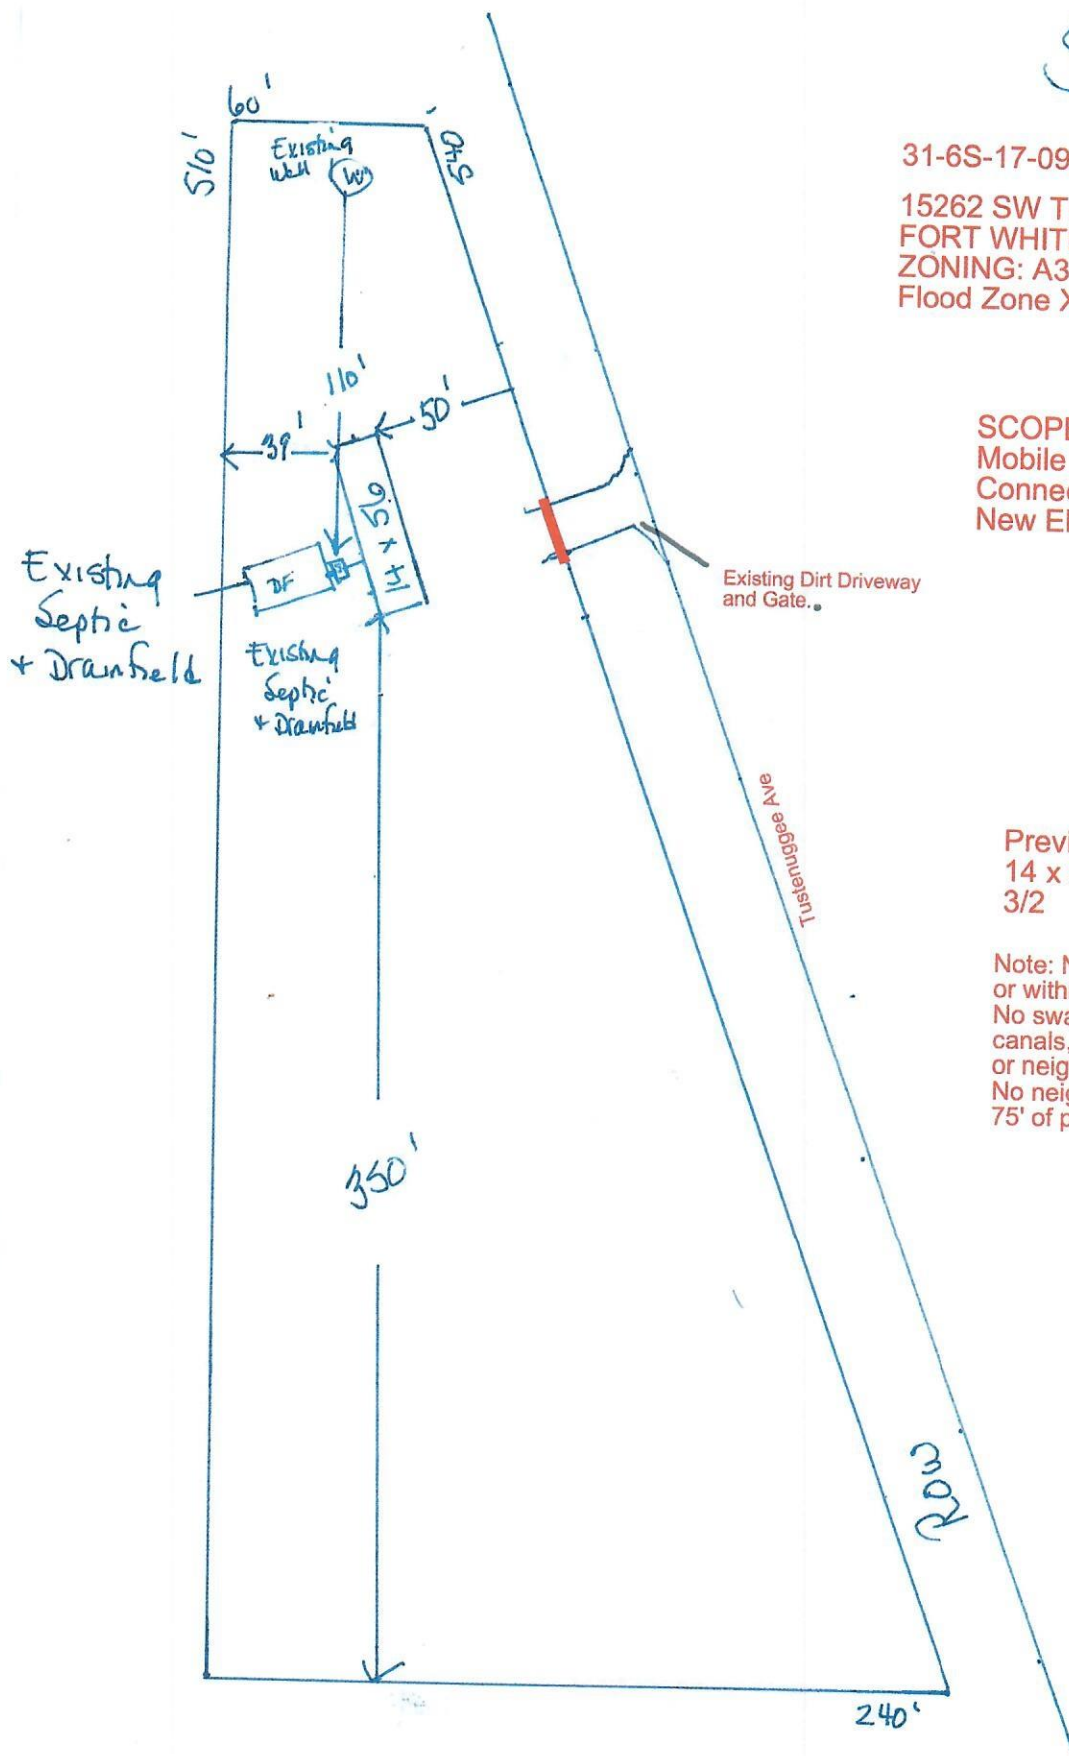 60'
510'
540'
Existing
Well
W
31-6S-17-09
15262 SW T
FORT WHIT
ZONING: A3
Flood Zone X
110'
39'
50'
14 x 56
SCOPE
Mobile
Connec
New El
Existing
Septic
+ Drainfield
DF
Existing
Septic
+ Drainfield
Existing Dirt Driveway
and Gate..
Tustenuggee Ave
Previ
14 x
3/2
Note: N
or with
No swa
canals,
or neig
No neig
75' of p
350'
ROW
240'